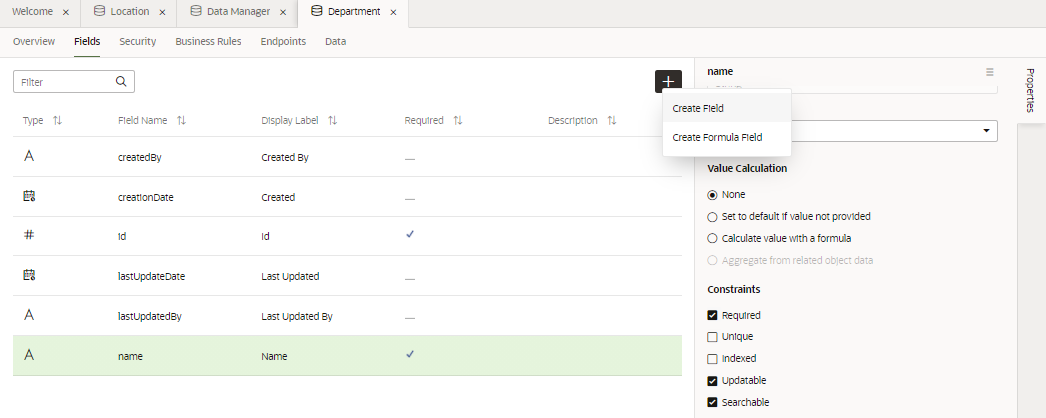 Welcome × Location × Data Manager × Department ×
Overview Fields Security Business Rules Endpoints Data
Filter
Type Field Name Display Label Required Description
createdBy Created By
creationDate Created
# id Id
lastUpdateDate Last Updated
A lastUpdatedBy Last Updated By
A name Name
Create Field
Create Formula Field
name
Value Calculation
None
Set to default if value not provided
Calculate value with a formula
Aggregate from related object data
Constraints
Required
Unique
Indexed
Updatable
Searchable
Properties